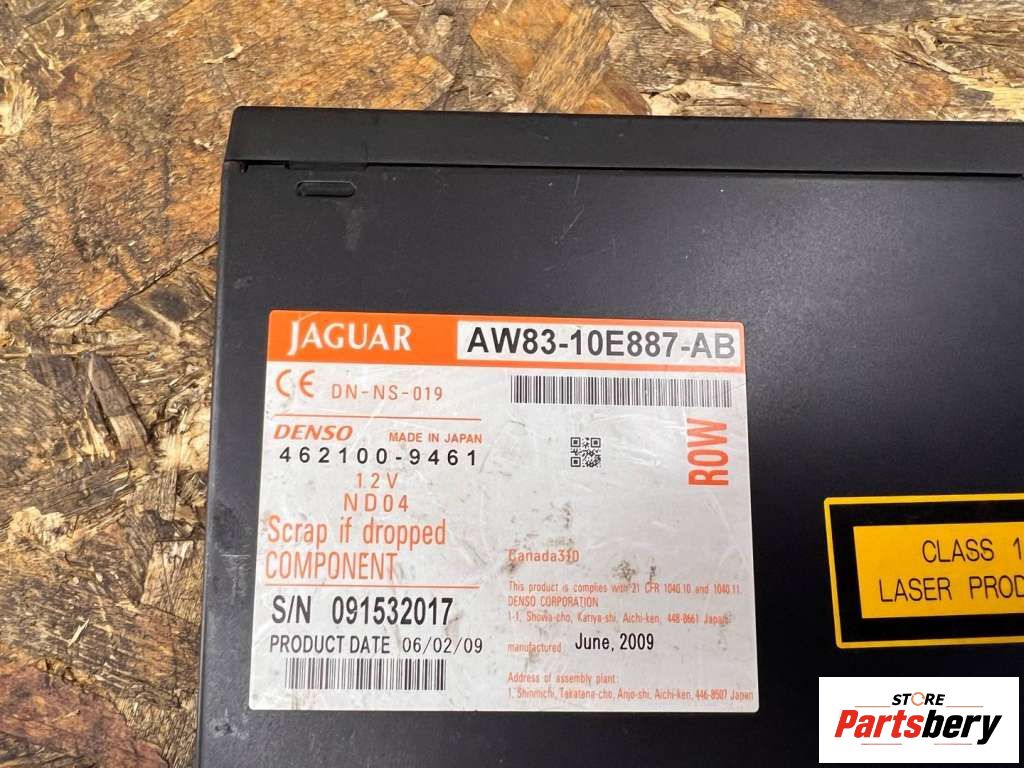 JAGUAR AW83-10E887-AB
CE DN-NS-019
DENSO MADE IN JAPAN
462100-9461
12V
ND04
ROW
Scrap if dropped
COMPONENT
Canada310
This product is complies with 21 CFR 1040.10 and 1040.11.
DENSO CORPORATION
1-1, Showa-cho, Kariya-shi, Aichi-ken, 448-8661 Japan
S/N 091532017
PRODUCT DATE 06/02/09
manufactured June, 2009
Address of assembly plant:
1, Shinmichi, Takatana-cho, Anjo-shi, Aichi-ken, 446-8507 Japan
CLASS 1
LASER PROD
STORE
Partsbery